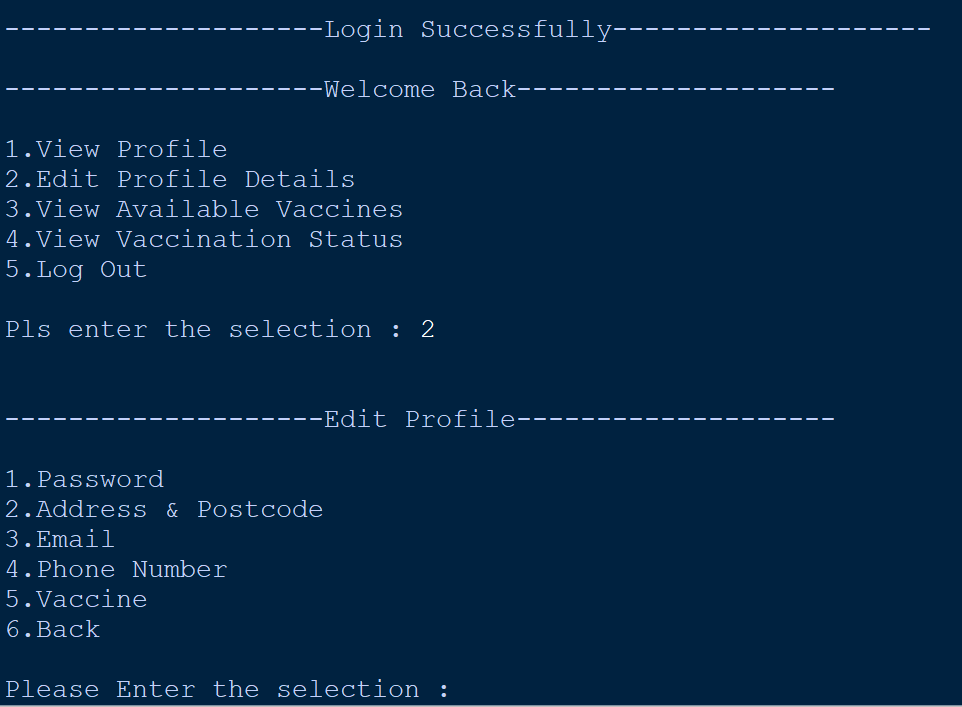 --------------------Login Successfully--------------------
--------------------Welcome Back--------------------
1.View Profile
2.Edit Profile Details
3.View Available Vaccines
4.View Vaccination Status
5.Log Out
Pls enter the selection : 2
--------------------Edit Profile--------------------
1.Password
2.Address & Postcode
3.Email
4.Phone Number
5.Vaccine
6.Back
Please Enter the selection :